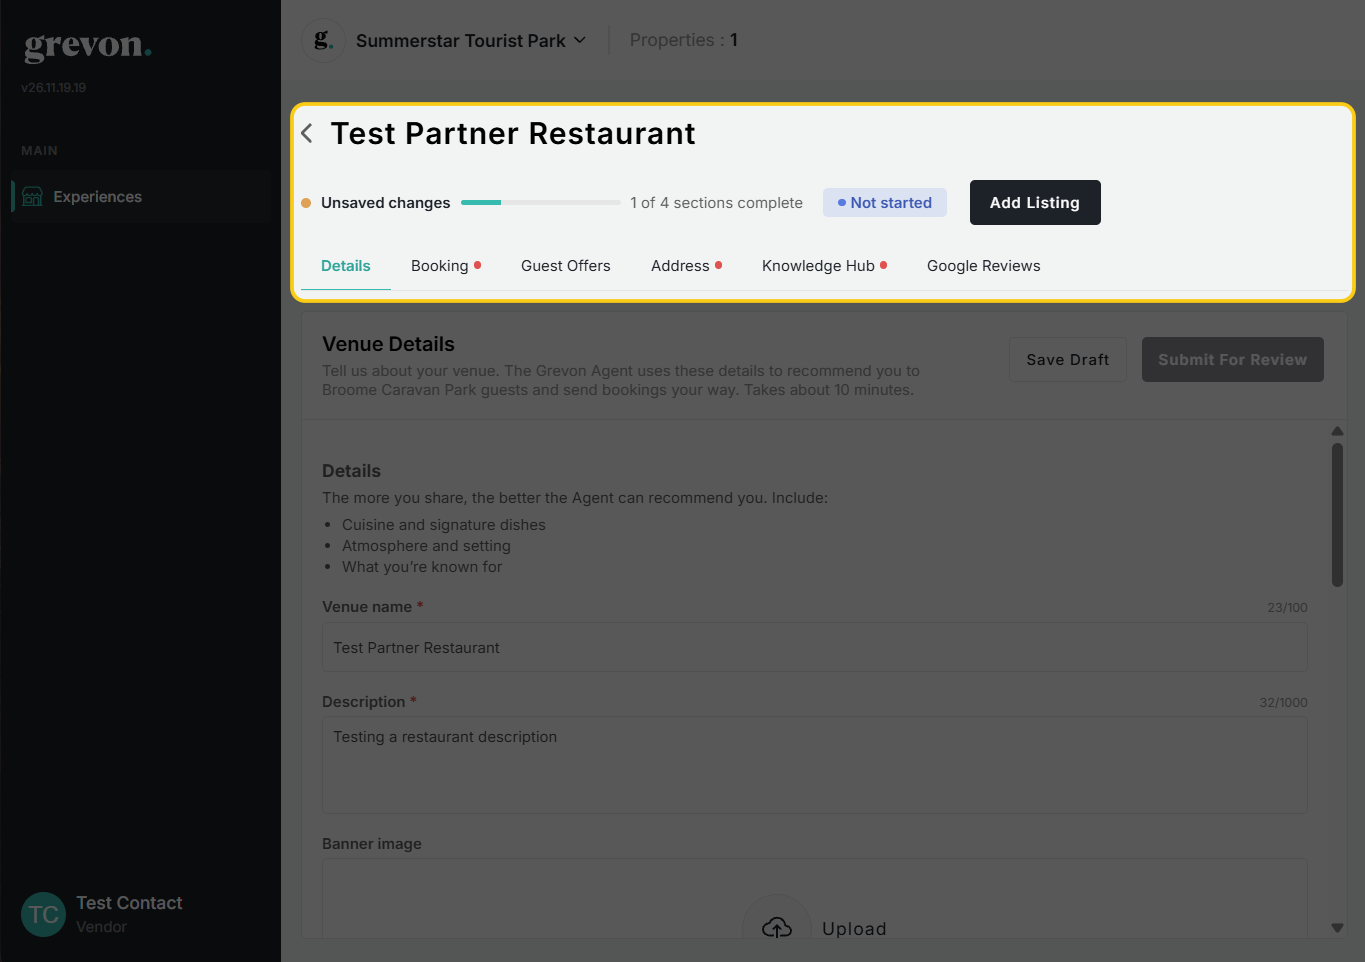 grevon.
v26.11.19.19
MAIN
Experiences
TC
Test Contact
Vendor
g.
Summerstar Tourist Park
Properties : 1
Test Partner Restaurant
Unsaved changes
1 of 4 sections complete
Not started
Add Listing
Details
Booking
Guest Offers
Address
Knowledge Hub
Google Reviews
Venue Details
Tell us about your venue. The Grevon Agent uses these details to recommend you to
Broome Caravan Park guests and send bookings your way. Takes about 10 minutes.
Save Draft
Submit For Review
Details
The more you share, the better the Agent can recommend you. Include:
• Cuisine and signature dishes
• Atmosphere and setting
• What you’re known for
Venue name *
23/100
Test Partner Restaurant
Description *
32/1000
Testing a restaurant description
Banner image
Upload